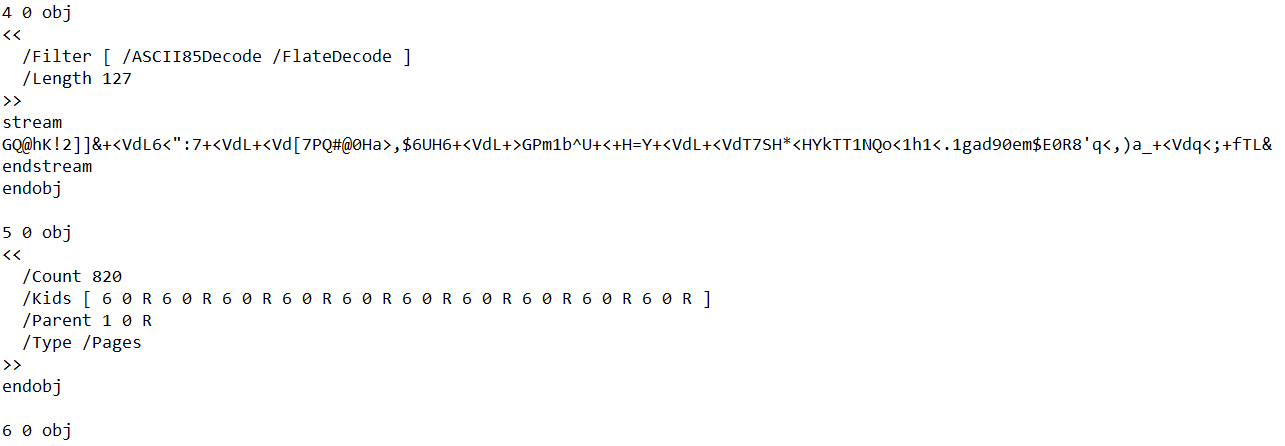 4 0 obj
<<
  /Filter [ /ASCII85Decode /FlateDecode ]
  /Length 127
>>
stream
GQ@hK!2]]&+<VdL6<":7+<VdL+<Vd[7PQ#@0Ha>,$6UH6+<VdL+>GPm1b^U+<+H=Y+<VdL+<VdT7SH*<HYkTT1NQo<1h1<.1gad90em$E0R8'q<,)a_+<Vdq<;+fTL&
endstream
endobj

5 0 obj
<<
  /Count 820
  /Kids [ 6 0 R 6 0 R 6 0 R 6 0 R 6 0 R 6 0 R 6 0 R 6 0 R 6 0 R 6 0 R ]
  /Parent 1 0 R
  /Type /Pages
>>
endobj

6 0 obj